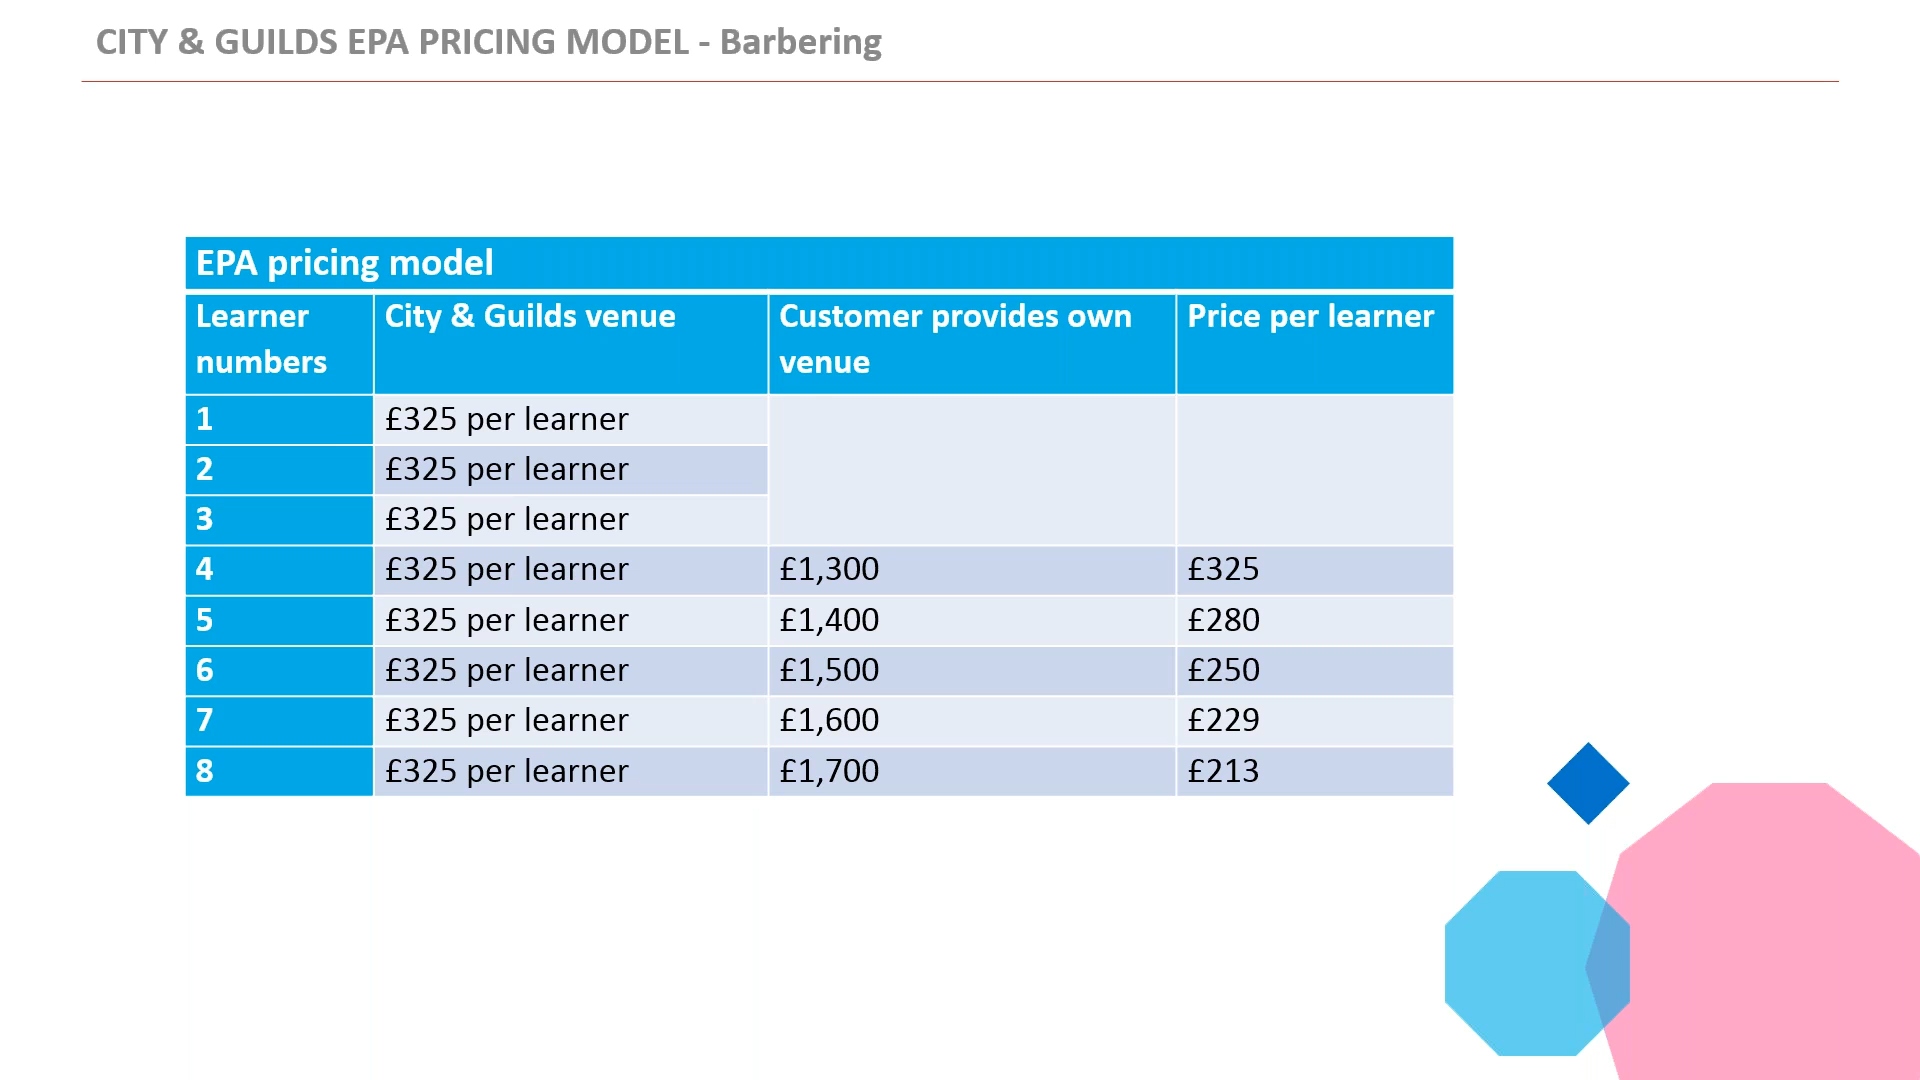 CITY & GUILDS EPA PRICING MODEL - Barbering
EPA pricing model
Learner numbers City & Guilds venue Customer provides own venue Price per learner
1 £325 per learner
2 £325 per learner
3 £325 per learner
4 £325 per learner £1,300 £325
5 £325 per learner £1,400 £280
6 £325 per learner £1,500 £250
7 £325 per learner £1,600 £229
8 £325 per learner £1,700 £213